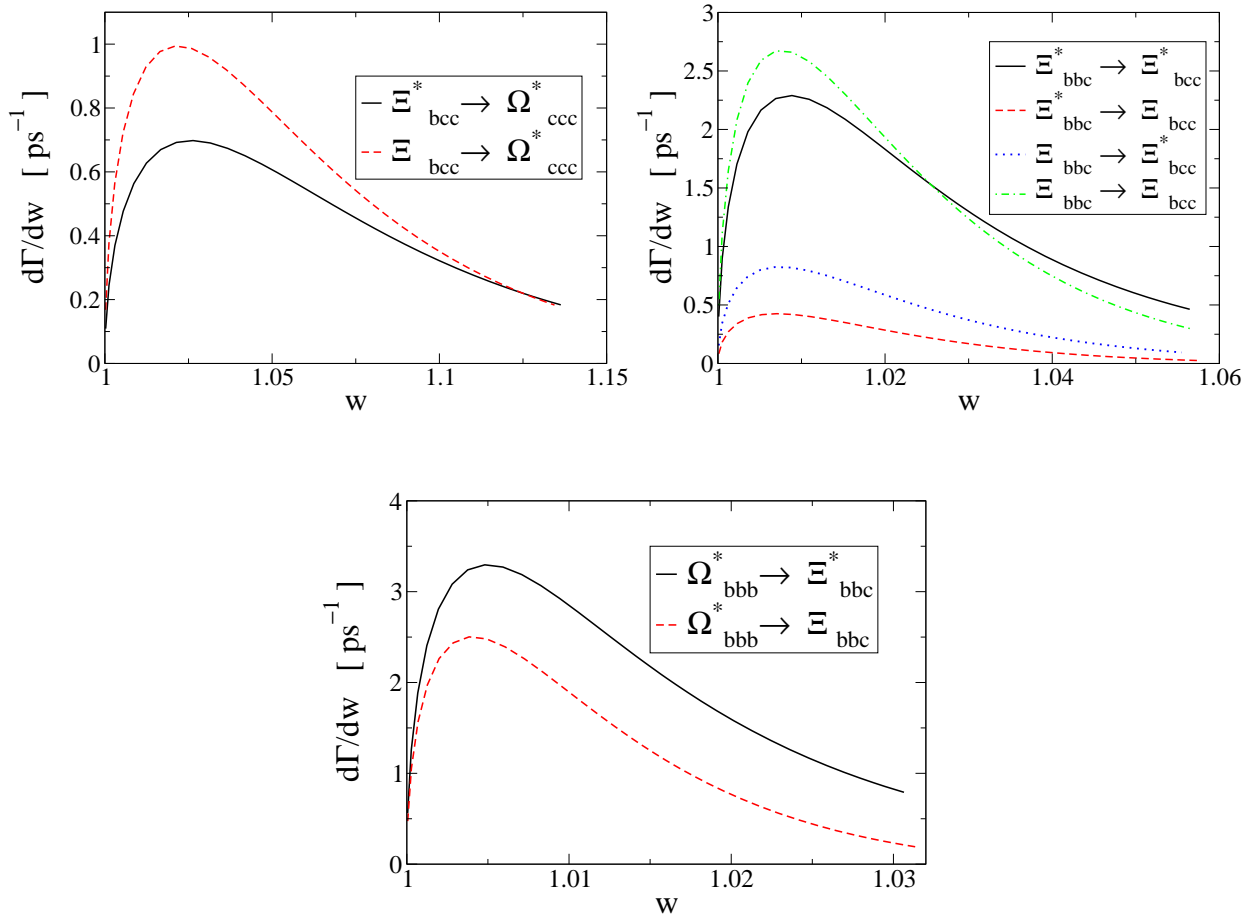 dΓ/dw [ ps⁻¹ ]
1
0.8
0.6
0.4
0.2
0
Ξ*bcc → Ω*ccc
Ξbcc → Ω*ccc
1 1.05 1.1 1.15
w
dΓ/dw [ ps⁻¹ ]
3
2.5
2
1.5
1
0.5
0
Ξ*bbc → Ξ*bcc
Ξ*bbc → Ξbcc
Ξbbc → Ξ*bcc
Ξbbc → Ξbcc
1 1.02 1.04 1.06
w
dΓ/dw [ ps⁻¹ ]
4
3
2
1
0
Ω*bbb → Ξ*bbc
Ω*bbb → Ξbbc
1 1.01 1.02 1.03
w